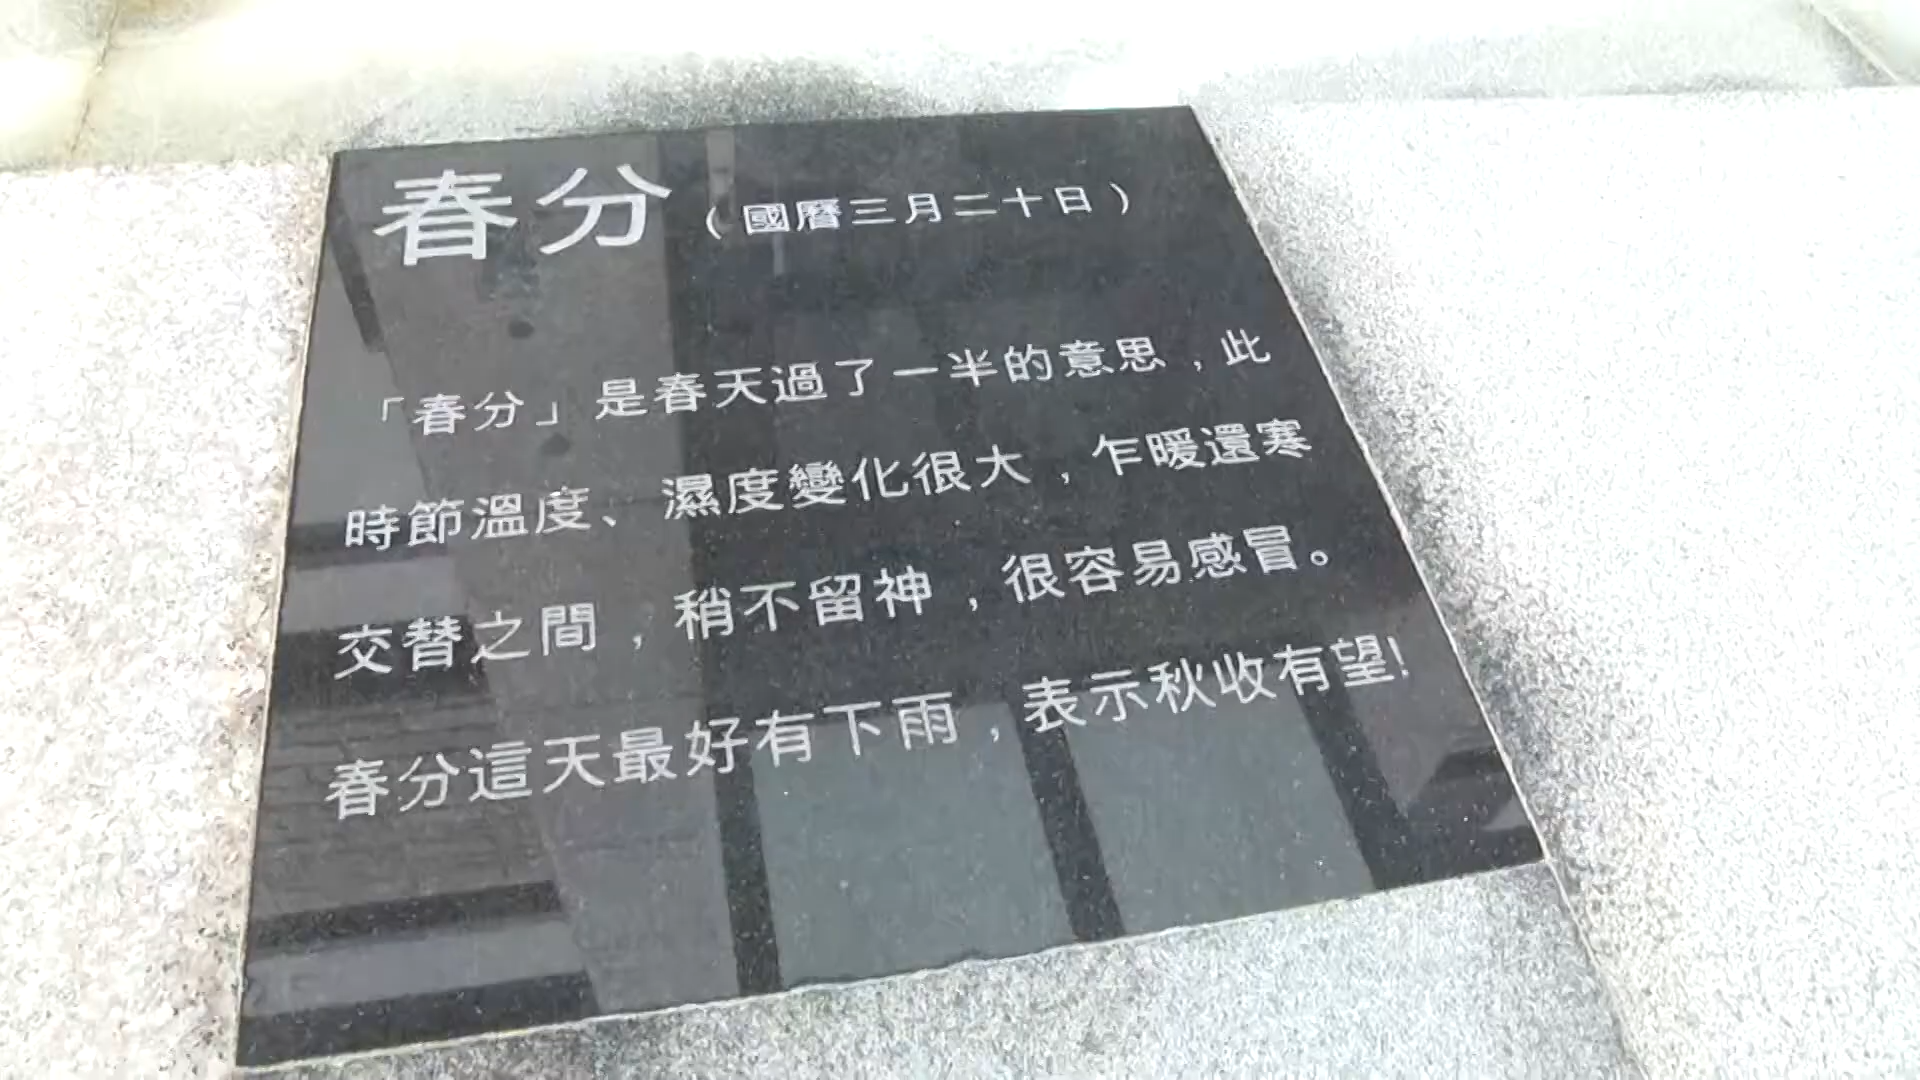 春分（國曆三月二十日）
「春分」是春天過了一半的意思，此
時節溫度、濕度變化很大，乍暖還寒
交替之間，稍不留神，很容易感冒。
春分這天最好有下雨，表示秋收有望!